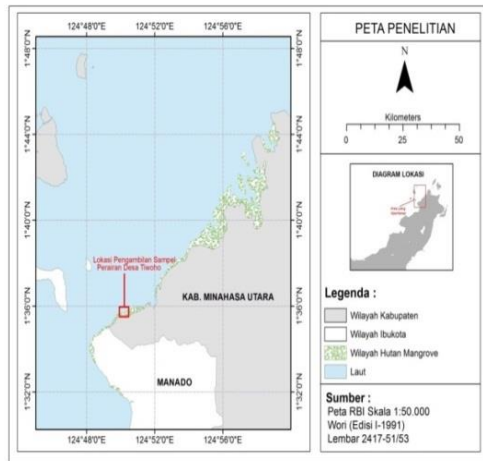 PETA PENELITIAN
N
Kilometers
0 25 50
DIAGRAM LOKASI
Legenda :
Wilayah Kabupaten
Wilayah Ibukota
Wilayah Hutan Mangrove
Laut
Sumber :
Peta RBI Skala 1:50.000
Wori (Edisi I-1991)
Lembar 2417-51/53
124°48'0"E 124°52'0"E 124°56'0"E
1°48'0"N
1°44'0"N
1°40'0"N
1°36'0"N
1°32'0"N
Lokasi Pengambilan Sampel
Perairan Desa Tiwoho
KAB. MINAHASA UTARA
MANADO
124°48'0"E 124°52'0"E 124°56'0"E
1°48'0"N
1°44'0"N
1°40'0"N
1°36'0"N
1°32'0"N